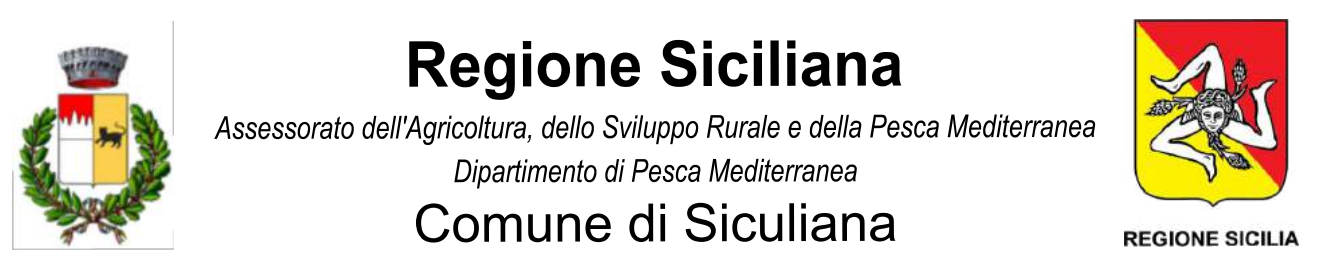 Regione Siciliana
Assessorato dell'Agricoltura, dello Sviluppo Rurale e della Pesca Mediterranea
Dipartimento di Pesca Mediterranea
Comune di Siculiana
REGIONE SICILIA